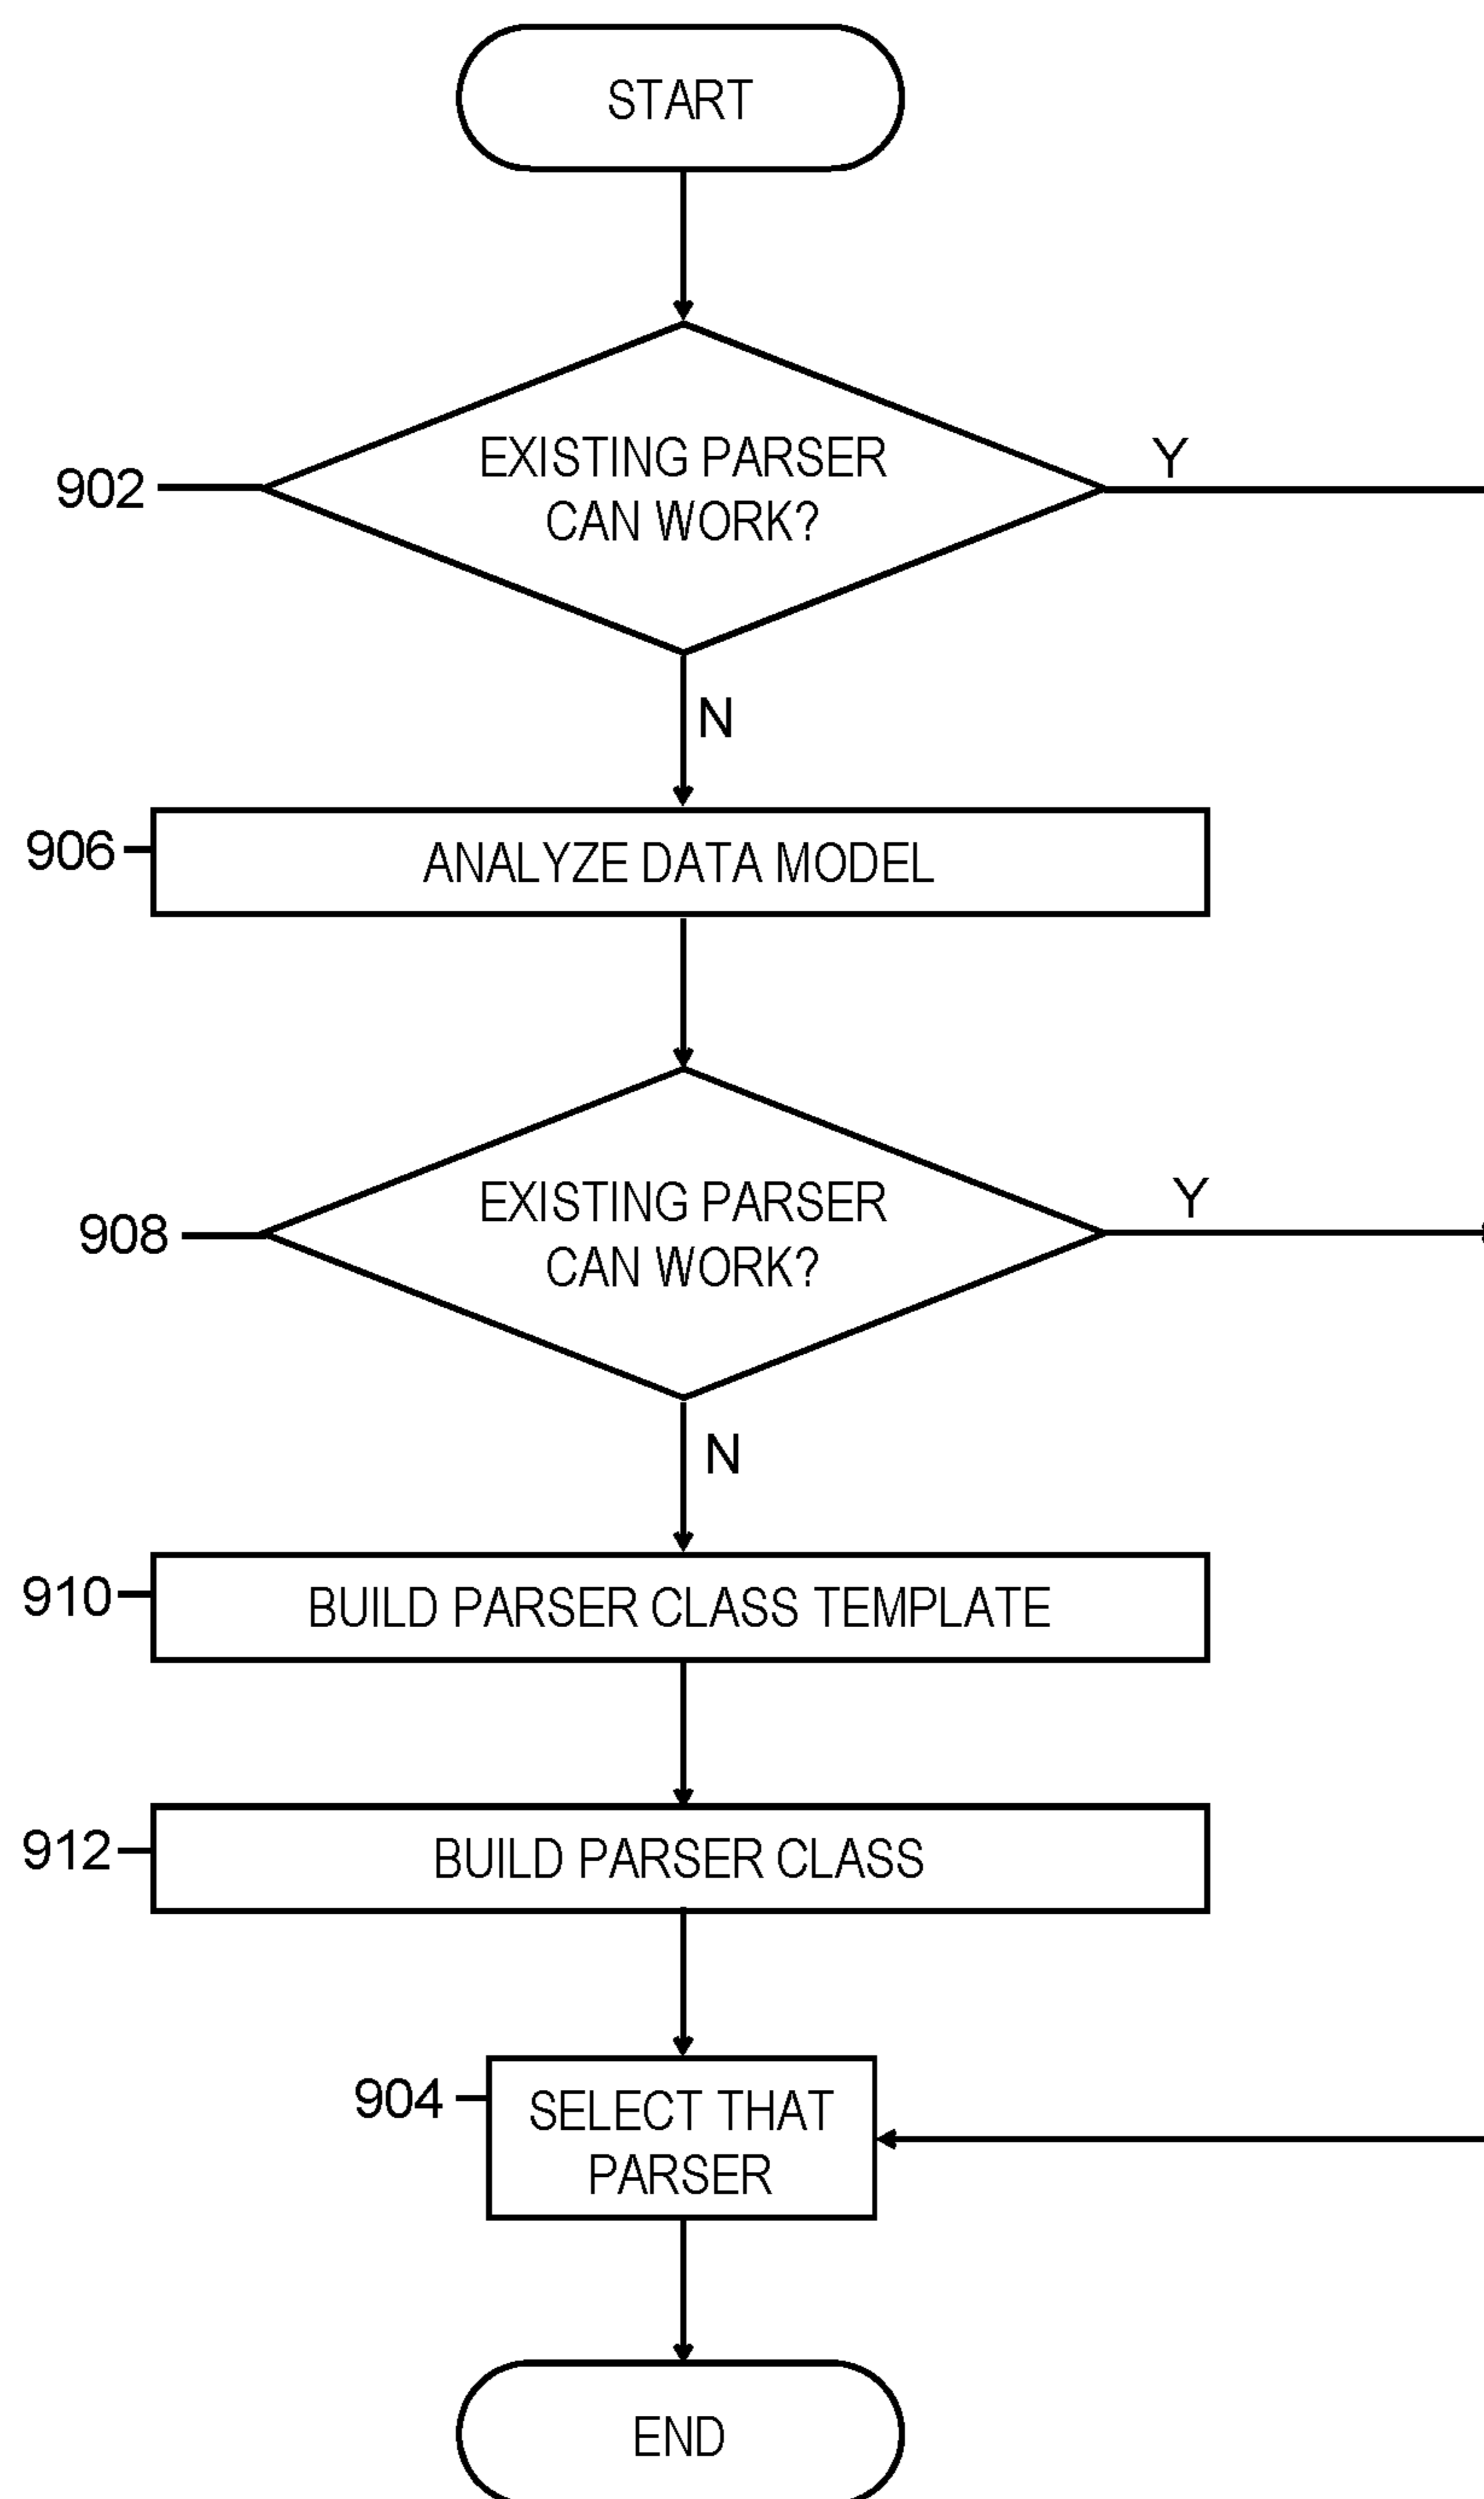 START
EXISTING PARSER
CAN WORK?
Y
902
N
906
ANALYZE DATA MODEL
EXISTING PARSER
CAN WORK?
Y
908
N
910
BUILD PARSER CLASS TEMPLATE
912
BUILD PARSER CLASS
904
SELECT THAT
PARSER
END